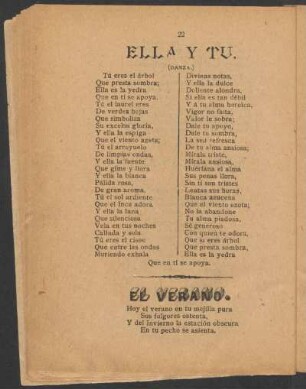 22
ELLA Y TU.
(DANZA.)
Tú eres el árbol
Que presta sombra;
Ella es la yedra
Que en tí se apoya.
Tú el laurel eres
De verdes hojas
Que simboliza
Su excelsa gloria,
Y ella la espiga
Que el viento azota;
Tú el arroyuelo
De limpias ondas,
Y ella la fuente
Que gime y llora
Y ella la blanca
Pálida rosa,
De gran aroma.
Tú el sol ardiente
Que el Inca adora
Y ella la luna
Que silenciosa
Vela en tus noches
Callada y sola
Tú eres el cisne
Que entre las ondas
Muriendo exhala
Divinas notas,
Y ella la dulce
Doliente alondra,
Si ella es tan débil
Y á tu alma heroica,
Vigor no falta,
Valor le sobra;
Dale tu apoyo,
Dale tu sombra,
La sed refresca
De tu alma ansiosa;
Mírala triste,
Mírala ansiosa,
Huérfana el alma
Sus penas llora,
Sin tí son tristes
Lentas sus horas,
Blanca azucena
Que el viento azota;
No la abandone
Tu alma piadosa,
Sé generoso
Con quien te adora,
Que si eres árbol
Que presta sombra,
Ella es la yedra
Que en tí se apoya.
EL VERANO.
Hoy el verano en tu mejilla pura
Sus fulgores ostenta,
Y del invierno la estación obscura
En tu pecho se asienta.